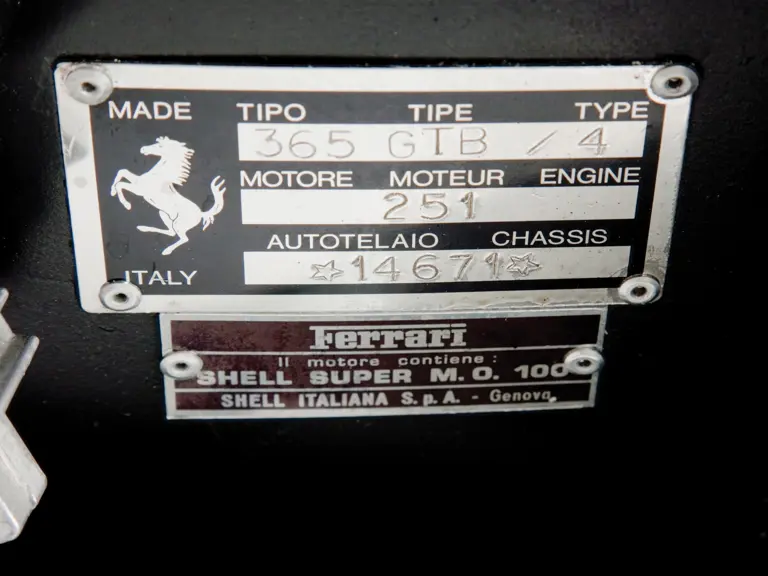 MADE TIPO TIPE TYPE
365 GTB / 4
MOTORE MOTEUR ENGINE
251
AUTOTELAIO CHASSIS
ITALY ☆14671☆
Ferrari
Il motore contiene :
SHELL SUPER M. O. 100
SHELL ITALIANA S. p A. - Genova